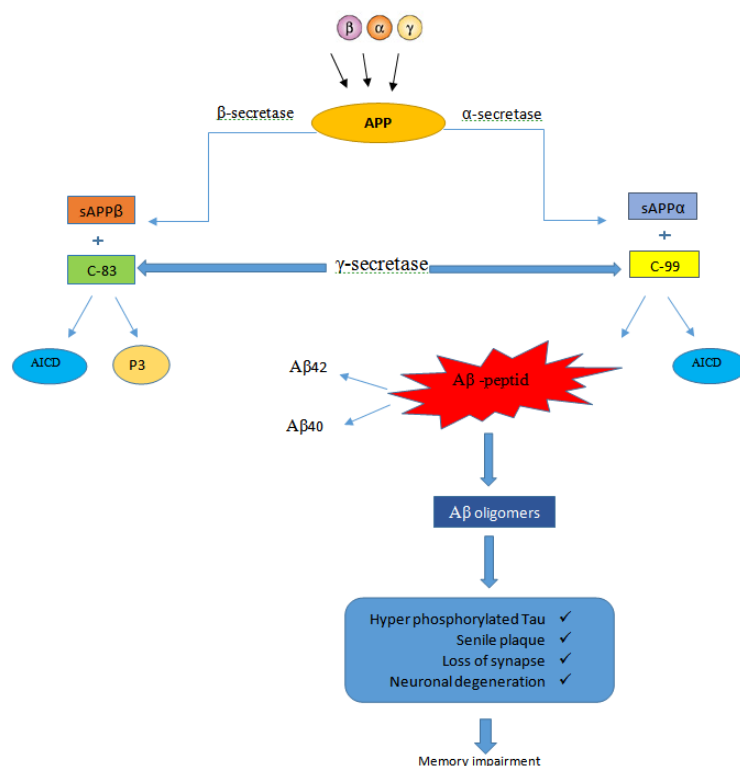 β α γ
β-secretase
APP
α-secretase
sAPPβ
sAPPα
+
+
C-83
γ-secretase
C-99
AICD
P3
Aβ42
Aβ -peptid
AICD
Aβ40
Aβ oligomers
Hyper phosphorylated Tau ✓
Senile plaque ✓
Loss of synapse ✓
Neuronal degeneration ✓
Memory impairment